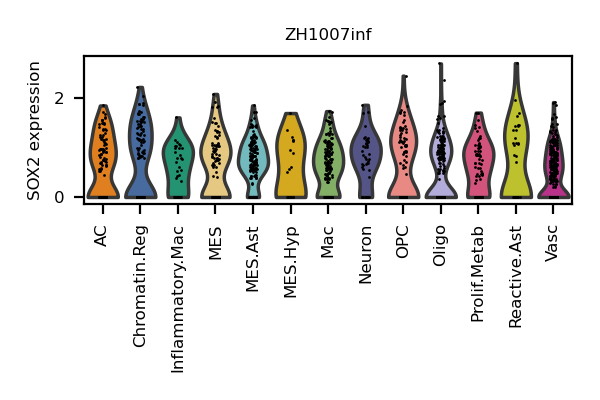 ZH1007inf
SOX2 expression
2
0
AC
Chromatin.Reg
Inflammatory.Mac
MES
MES.Ast
MES.Hyp
Mac
Neuron
OPC
Oligo
Prolif.Metab
Reactive.Ast
Vasc